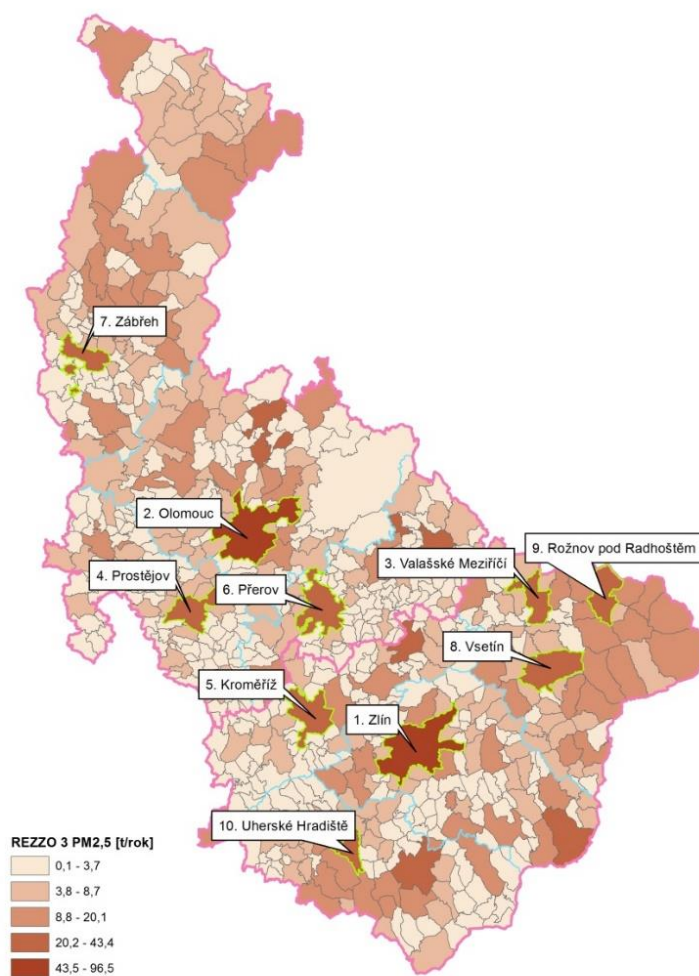 7. Zábřeh
2. Olomouc
9. Rožnov pod Radhoštěm
3. Valašské Meziříčí
4. Prostějov
6. Přerov
8. Vsetín
5. Kroměříž
1. Zlín
10. Uherské Hradiště
REZZO 3 PM2,5 [t/rok]
0,1 - 3,7
3,8 - 8,7
8,8 - 20,1
20,2 - 43,4
43,5 - 96,5